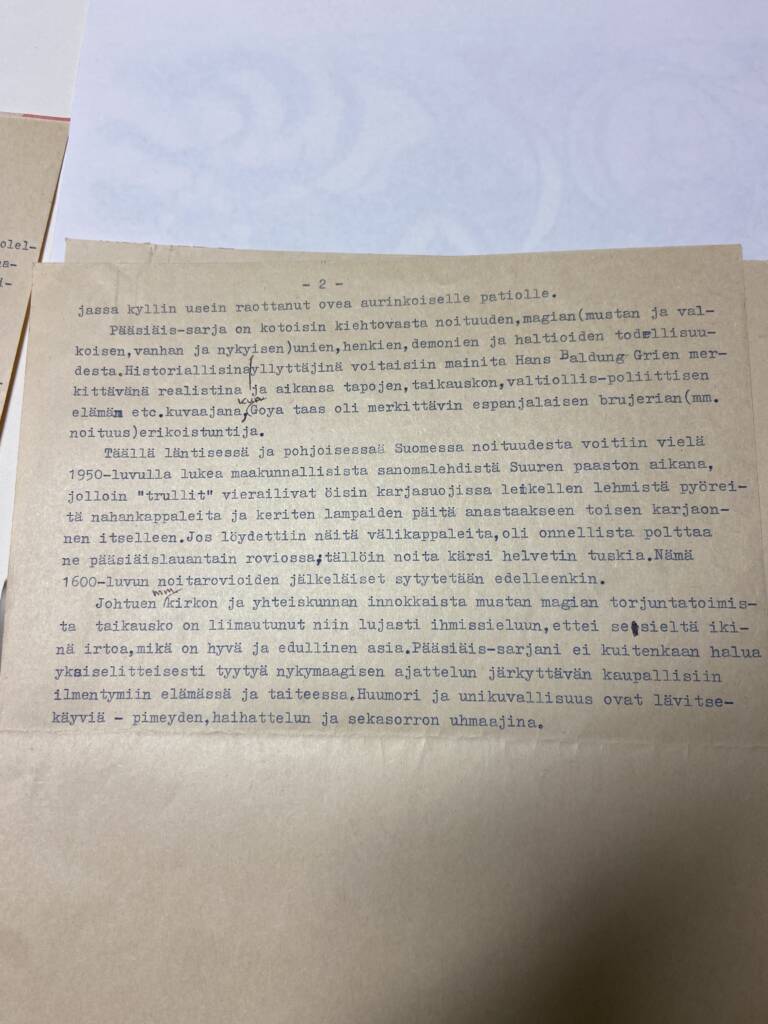 olel-
- 2 -
jassa kyllin usein raottanut ovea aurinkoiselle patiolle.
Pääsiäis-sarja on kotoisin kiehtovasta noituuden,magian(mustan ja val-
koisen,vanhan ja nykyisen)unien,henkien,demonien ja haltioiden todellisuu-
desta.Historiallisina yllyttäjinä voitaisiin mainita Hans Baldung Grien mer-
kittävänä realistina ja aikansa tapojen,taikauskon,valtiollis-poliittisen
elämän etc.kuvaajana, kun Goya taas oli merkittävin espanjalaisen brujerian(mm.
noituus)erikoistuntija.
Täällä läntisessä ja pohjoisessa Suomessa noituudesta voitiin vielä
1950-luvulla lukea maakunnallisista sanomalehdistä Suuren paaston aikana,
jolloin "trullit" vierailivat öisin karjasuojissa leikellen lehmistä pyörei-
tä nahankappaleita ja keriten lampaiden päitä anastaakseen toisen karjaon-
nen itselleen.Jos löydettiin näitä välikappaleita,oli onnellista polttaa
ne pääsiäislauantain roviossa;tällöin noita kärsi helvetin tuskia.Nämä
1600-luvun noitarovioiden jälkeläiset sytytetään edelleenkin.
Johtuen mm kirkon ja yhteiskunnan innokkaista mustan magian torjuntatoimis-
ta taikausko on liimautunut niin lujasti ihmissieluun,ettei se sieltä iki-
nä irtoa,mikä on hyvä ja edullinen asia.Pääsiäis-sarjani ei kuitenkaan halua
yksiselitteisesti tyytyä nykymaagisen ajattelun järkyttävän kaupallisiin
ilmentymiin elämässä ja taiteessa.Huumori ja unikuvallisuus ovat lävitse-
käyviä - pimeyden,haihattelun ja sekasorron uhmaajina.